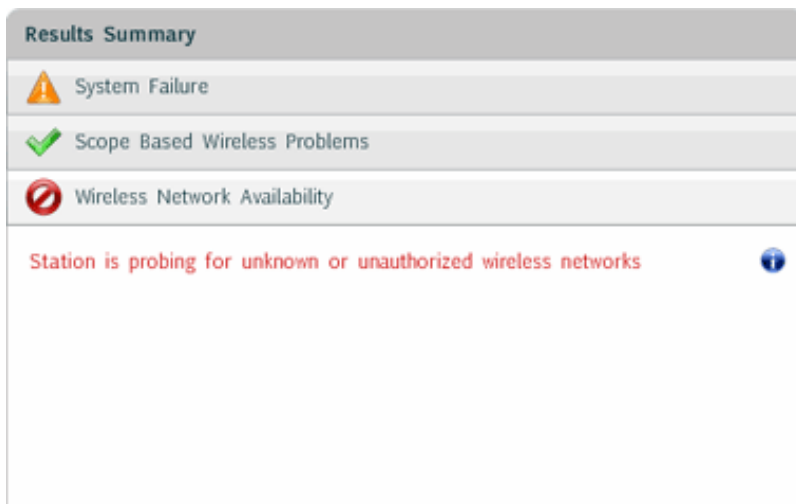 Results Summary
System Failure
Scope Based Wireless Problems
Wireless Network Availability
Station is probing for unknown or unauthorized wireless networks